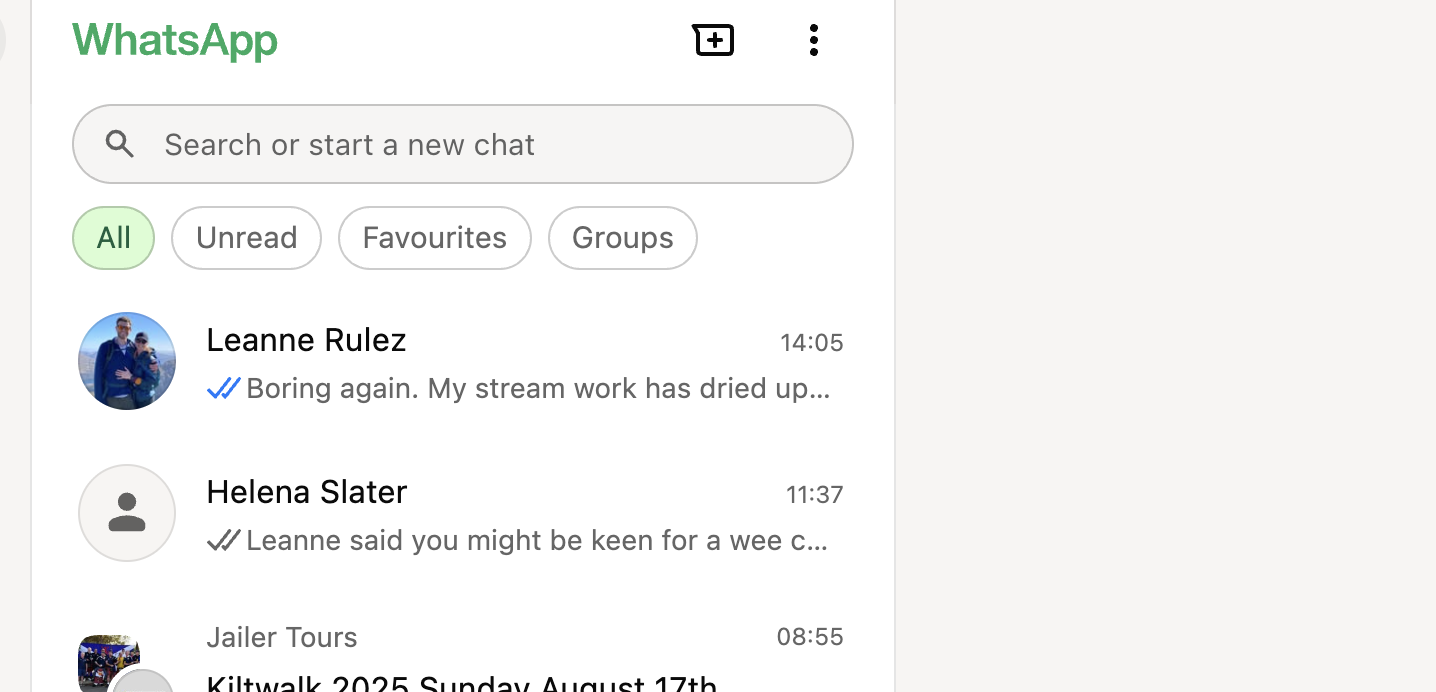 WhatsApp
Search or start a new chat
All Unread Favourites Groups
Leanne Rulez 14:05
Boring again. My stream work has dried up...
Helena Slater 11:37
Leanne said you might be keen for a wee c...
Jailer Tours 08:55
Kiltwalk 2025 Sunday August 17th